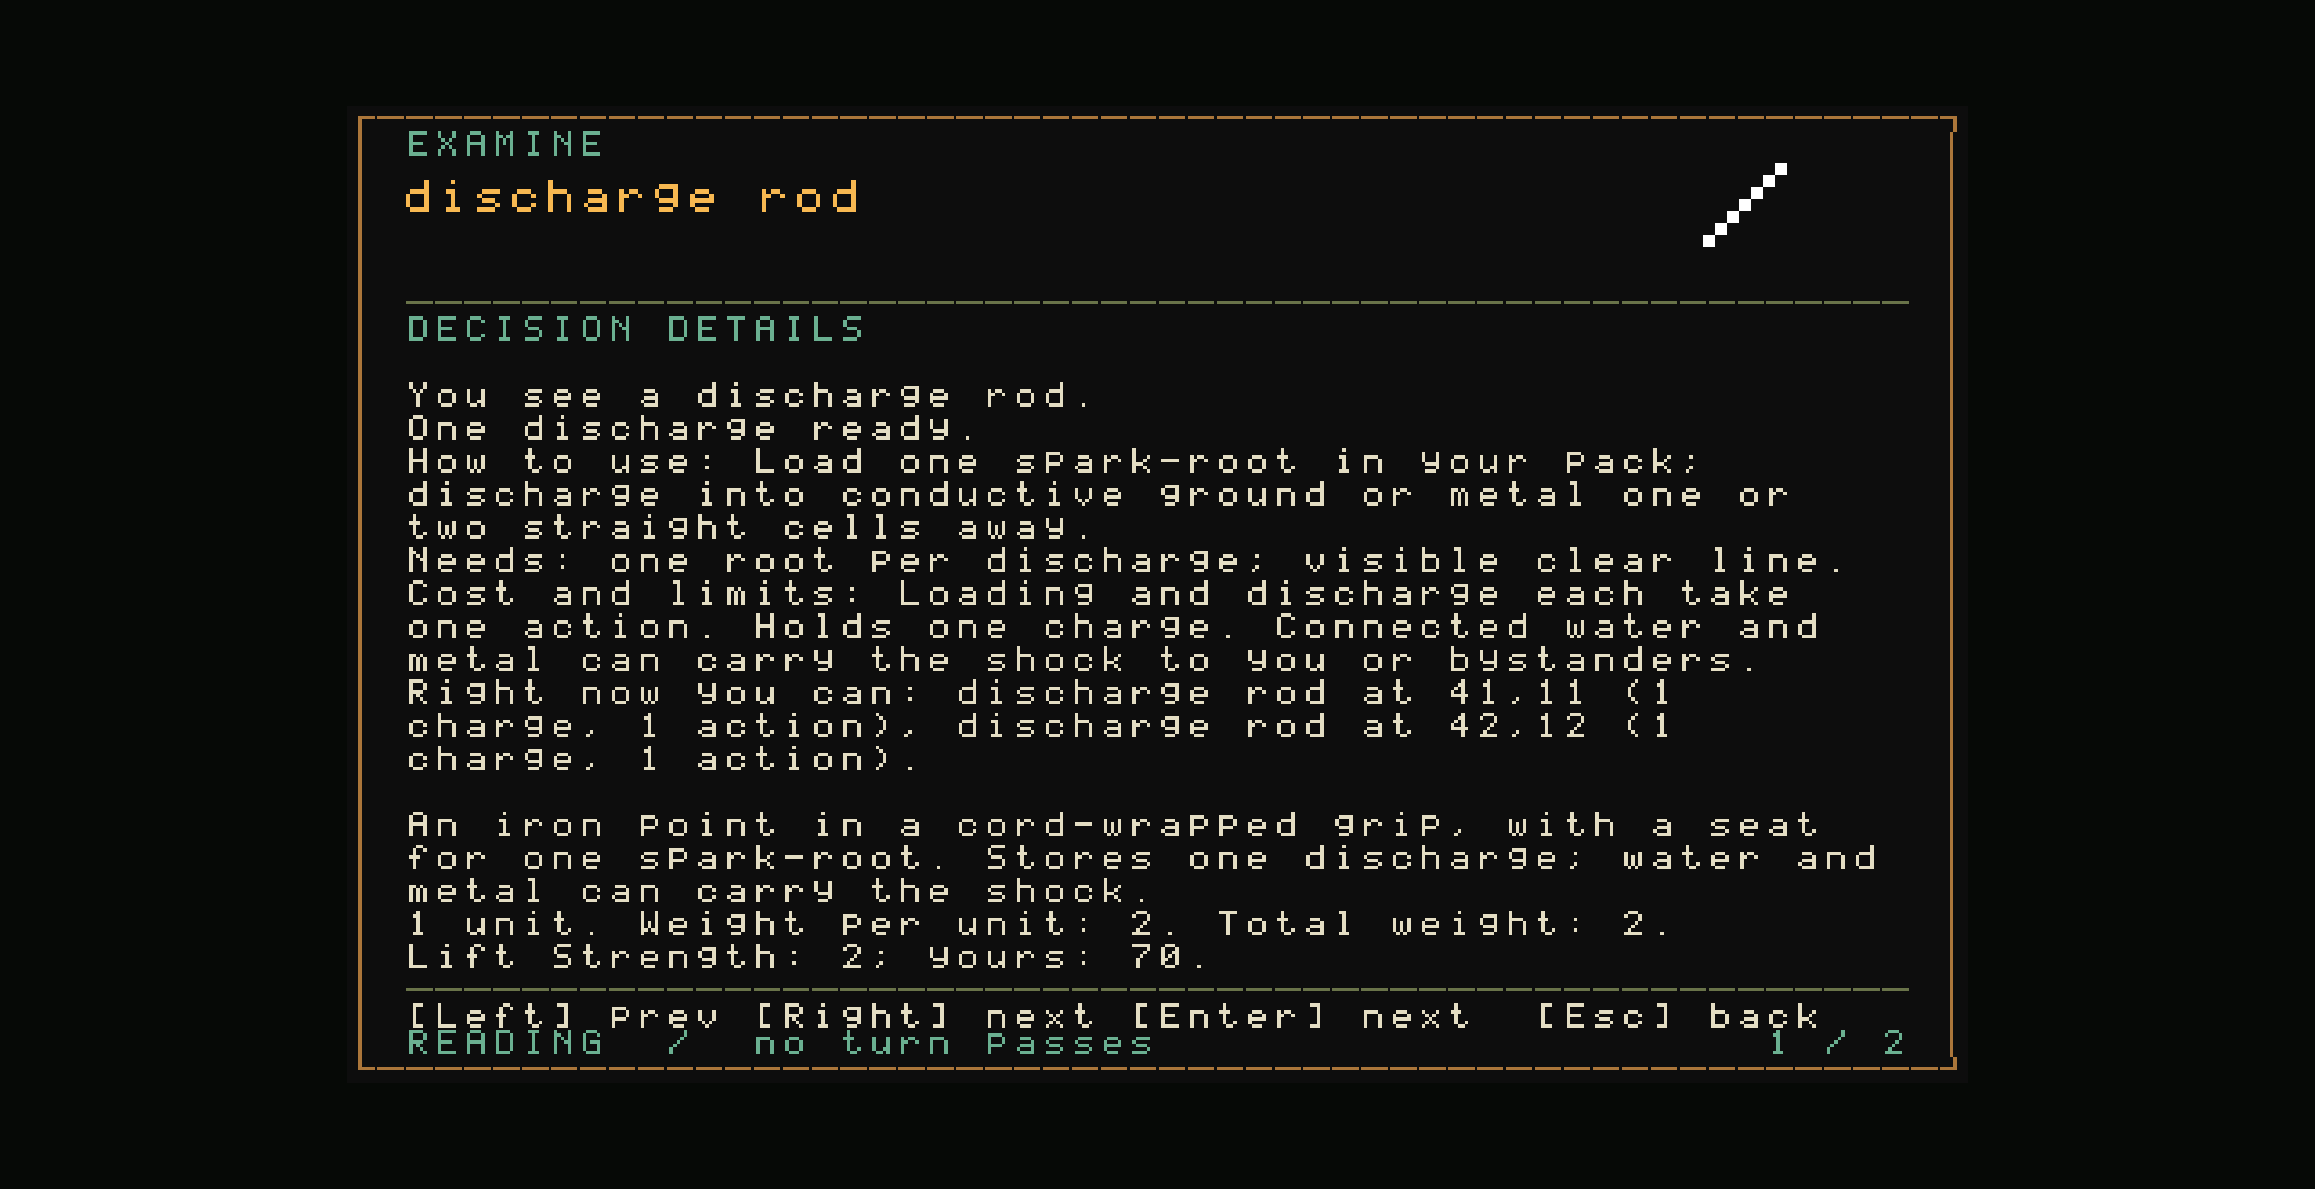 EXAMINE
discharge rod
DECISION DETAILS
You see a discharge rod.
One discharge ready.
How to use: Load one spark-root in your pack;
discharge into conductive ground or metal one or
two straight cells away.
Needs: one root per discharge; visible clear line.
Cost and limits: Loading and discharge each take
one action. Holds one charge. Connected water and
metal can carry the shock to you or bystanders.
Right now you can: discharge rod at 41,11 (1
charge, 1 action), discharge rod at 42,12 (1
charge, 1 action).
An iron point in a cord-wrapped grip, with a seat
for one spark-root. Stores one discharge; water and
metal can carry the shock.
1 unit. Weight per unit: 2. Total weight: 2.
Lift Strength: 2; yours: 70.
[Left] prev [Right] next [Enter] next [Esc] back
READING / no turn passes 1 / 2